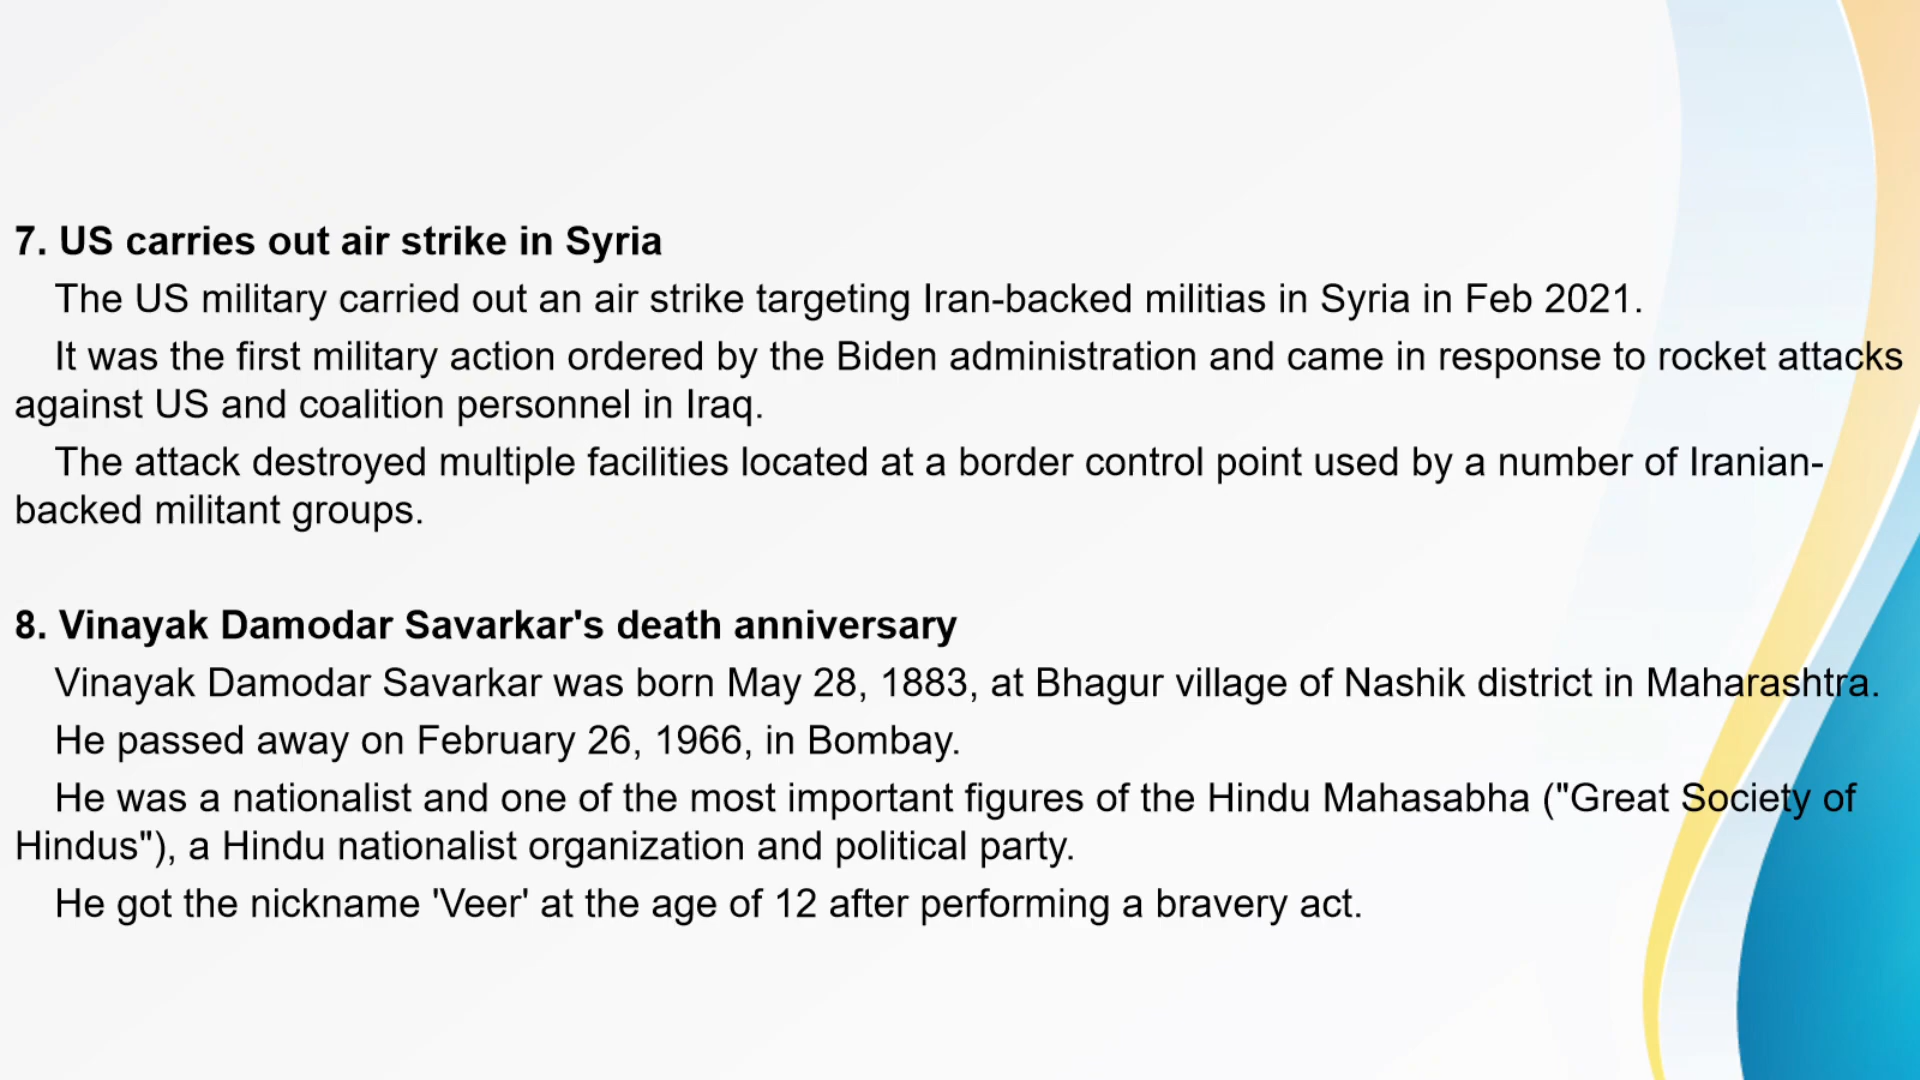 7. US carries out air strike in Syria
The US military carried out an air strike targeting Iran-backed militias in Syria in Feb 2021.
It was the first military action ordered by the Biden administration and came in response to rocket attacks
against US and coalition personnel in Iraq.
The attack destroyed multiple facilities located at a border control point used by a number of Iranian-
backed militant groups.
8. Vinayak Damodar Savarkar's death anniversary
Vinayak Damodar Savarkar was born May 28, 1883, at Bhagur village of Nashik district in Maharashtra.
He passed away on February 26, 1966, in Bombay.
He was a nationalist and one of the most important figures of the Hindu Mahasabha ("Great Society of
Hindus"), a Hindu nationalist organization and political party.
He got the nickname 'Veer' at the age of 12 after performing a bravery act.